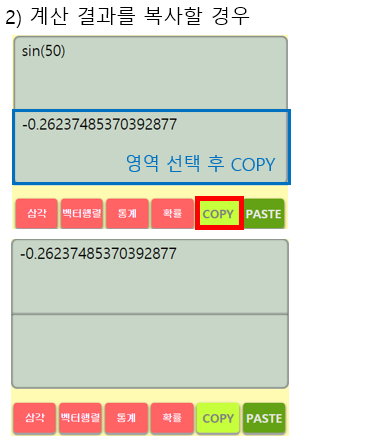 2) 계산 결과를 복사할 경우
sin(50)
-0.26237485370392877
영역 선택 후 COPY
삼각 벡터행렬 통계 확률 COPY PASTE
-0.26237485370392877
삼각 벡터행렬 통계 확률 COPY PASTE